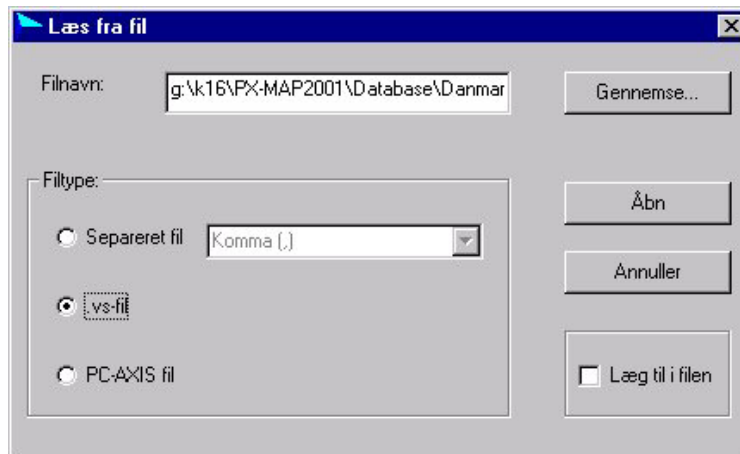 Læs fra fil
Filnavn:
g:\k16\PX-MAP2001\Database\Danmar
Gennemse...
Filtype:
Separeret fil
Komma (,)
.vs-fil
PC-AXIS fil
Åbn
Annuller
Læg til i filen